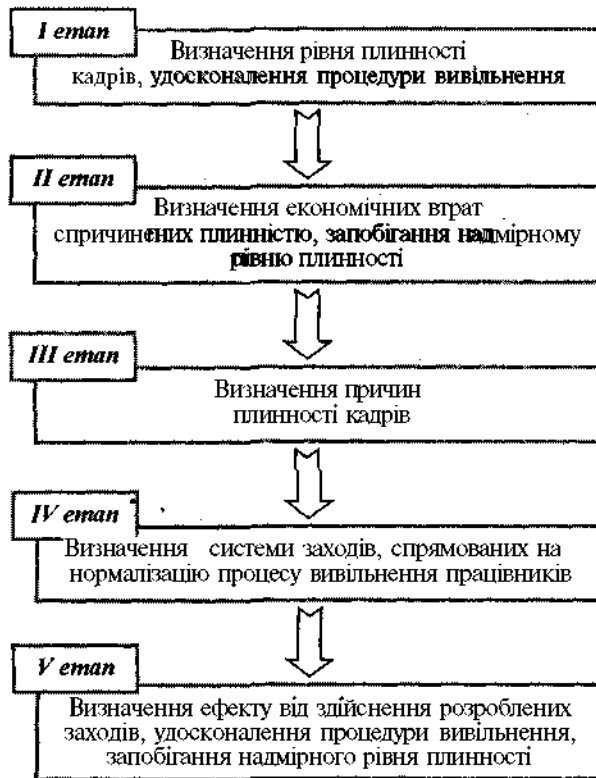 I етап
Визначення рівня плинності
кадрів, удосконалення процедури вивільнення
II етап
Визначення економічних втрат
спричинених плинністю, запобігання надмірному
рівню плинності
III етап
Визначення причин
плинності кадрів
IV етап
Визначення системи заходів, спрямованих на
нормалізацію процесу вивільнення працівників
V етап
Визначення ефекту від здійснення розроблених
заходів, удосконалення процедури вивільнення,
запобігання надмірного рівня плинності